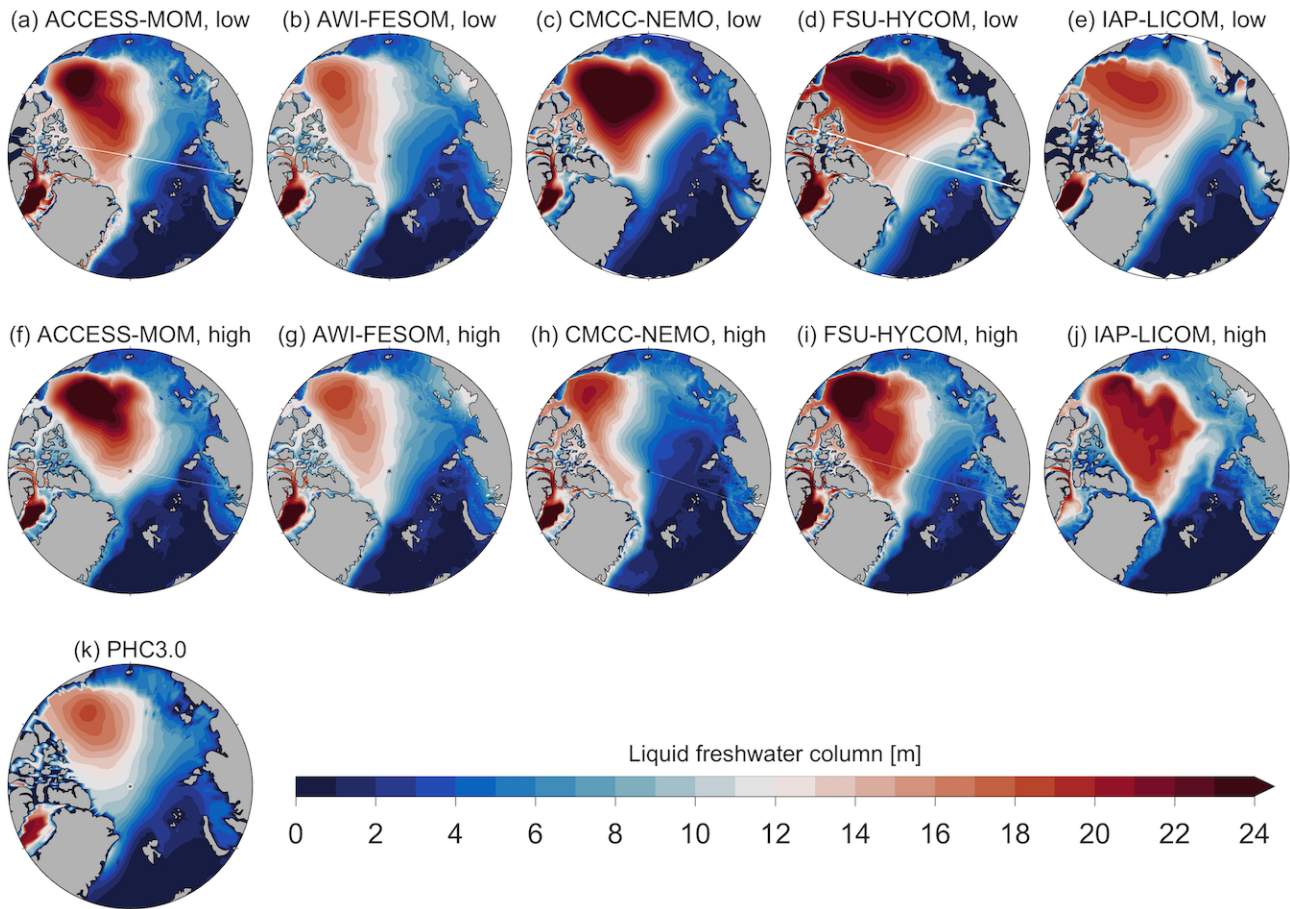 (a) ACCESS-MOM, low (b) AWI-FESOM, low (c) CMCC-NEMO, low (d) FSU-HYCOM, low (e) IAP-LICOM, low
(f) ACCESS-MOM, high (g) AWI-FESOM, high (h) CMCC-NEMO, high (i) FSU-HYCOM, high (j) IAP-LICOM, high
(k) PHC3.0
Liquid freshwater column [m]
0 2 4 6 8 10 12 14 16 18 20 22 24